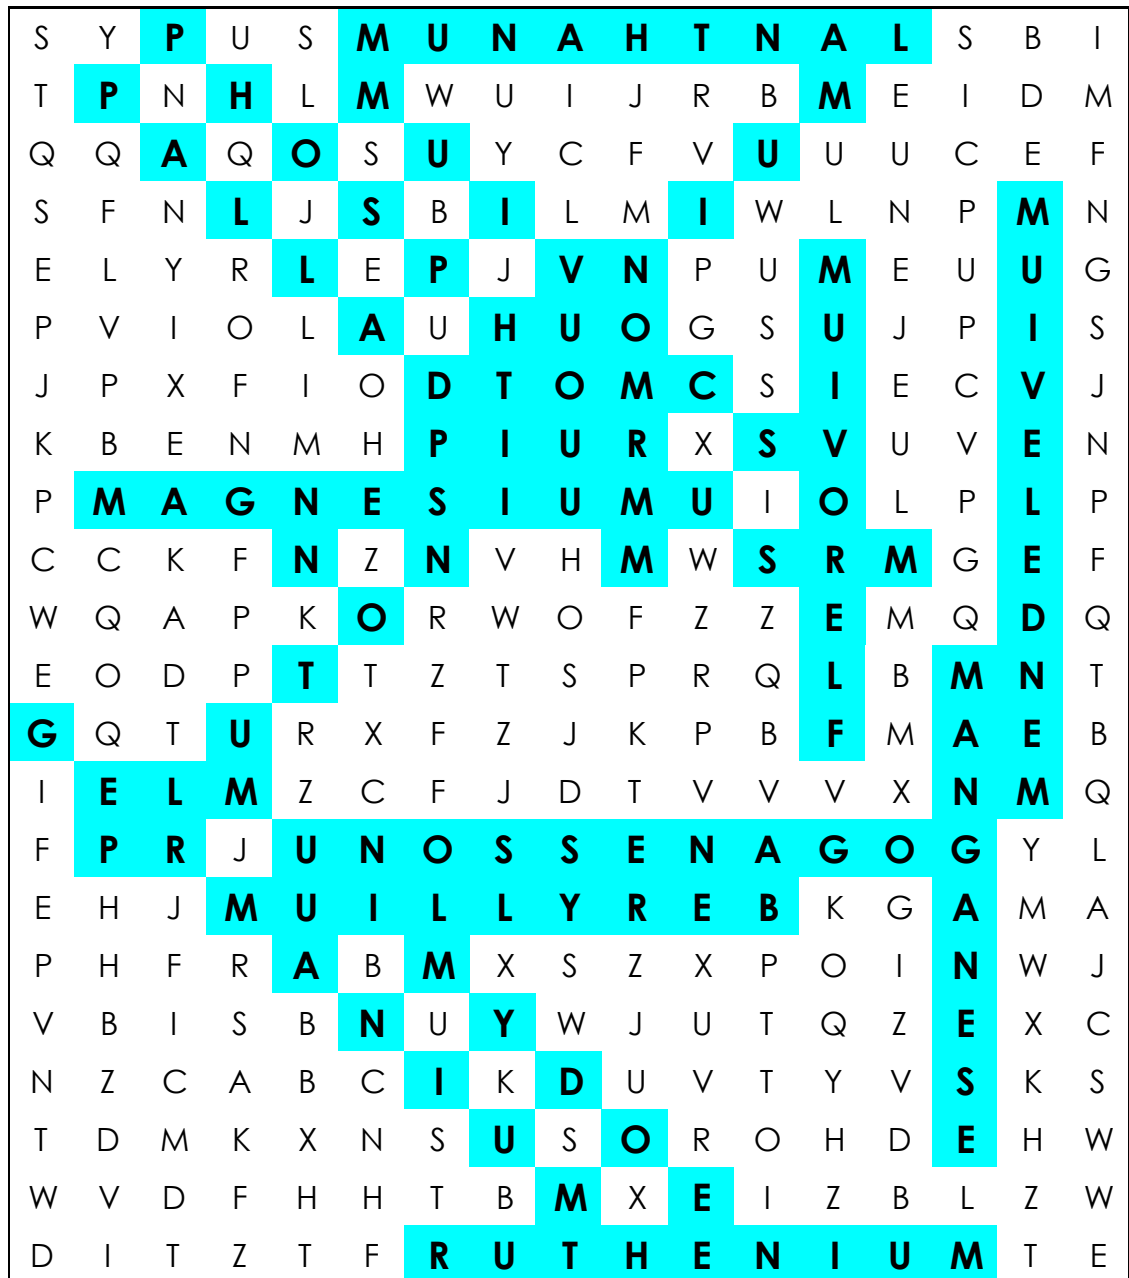 S Y P U S M U N A H T N A L S B I
T P N H L M W U I J R B M E I D M
Q Q A Q O S U Y C F V U U U C E F
S F N L J S B I L M I W L N P M N
E L Y R L E P J V N P U M E U U G
P V I O L A U H U O G S U J P I S
J P X F I O D T O M C S I E C V J
K B E N M H P I U R X S V U V E N
P M A G N E S I U M U I O L P L P
C C K F N Z N V H M W S R M G E F
W Q A P K O R W O F Z Z E M Q D Q
E O D P T T Z T S P R Q L B M N T
G Q T U R X F Z J K P B F M A E B
I E L M Z C F J D T V V V X N M Q
F P R J U N O S S E N A G O G Y L
E H J M U I L L Y R E B K G A M A
P H F R A B M X S Z X P O I N W J
V B I S B N U Y W J U T Q Z E X C
N Z C A B C I K D U V T Y V S K S
T D M K X N S U S O R O H D E H W
W V D F H H T B M X E I Z B L Z W
D I T Z T F R U T H E N I U M T E